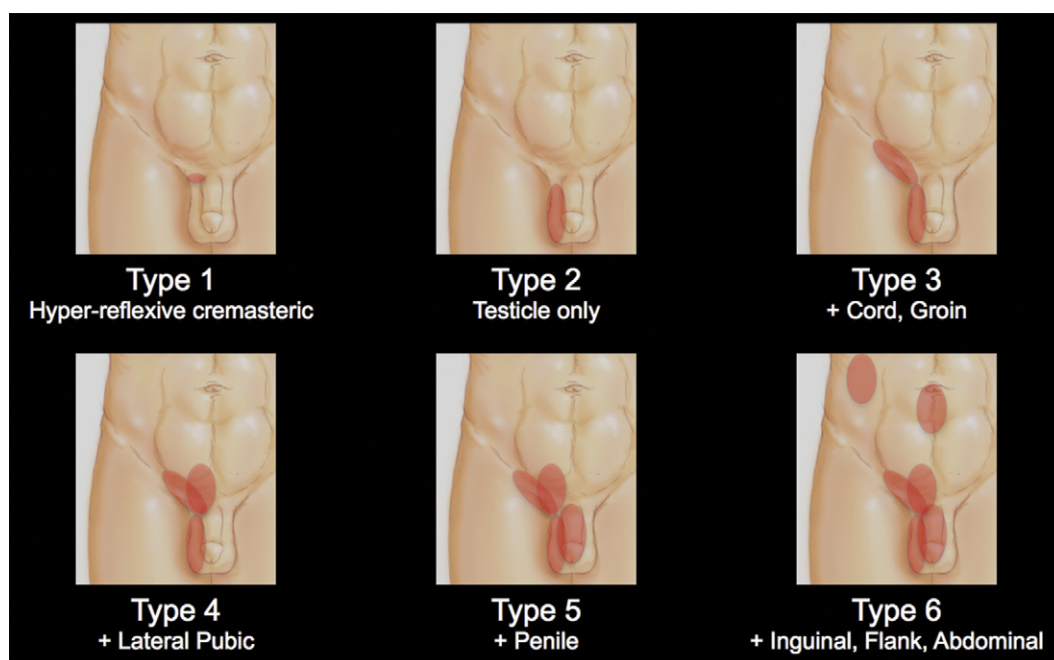 Type 1
Hyper-reflexive cremasteric
Type 2
Testicle only
Type 3
+ Cord, Groin
Type 4
+ Lateral Pubic
Type 5
+ Penile
Type 6
+ Inguinal, Flank, Abdominal